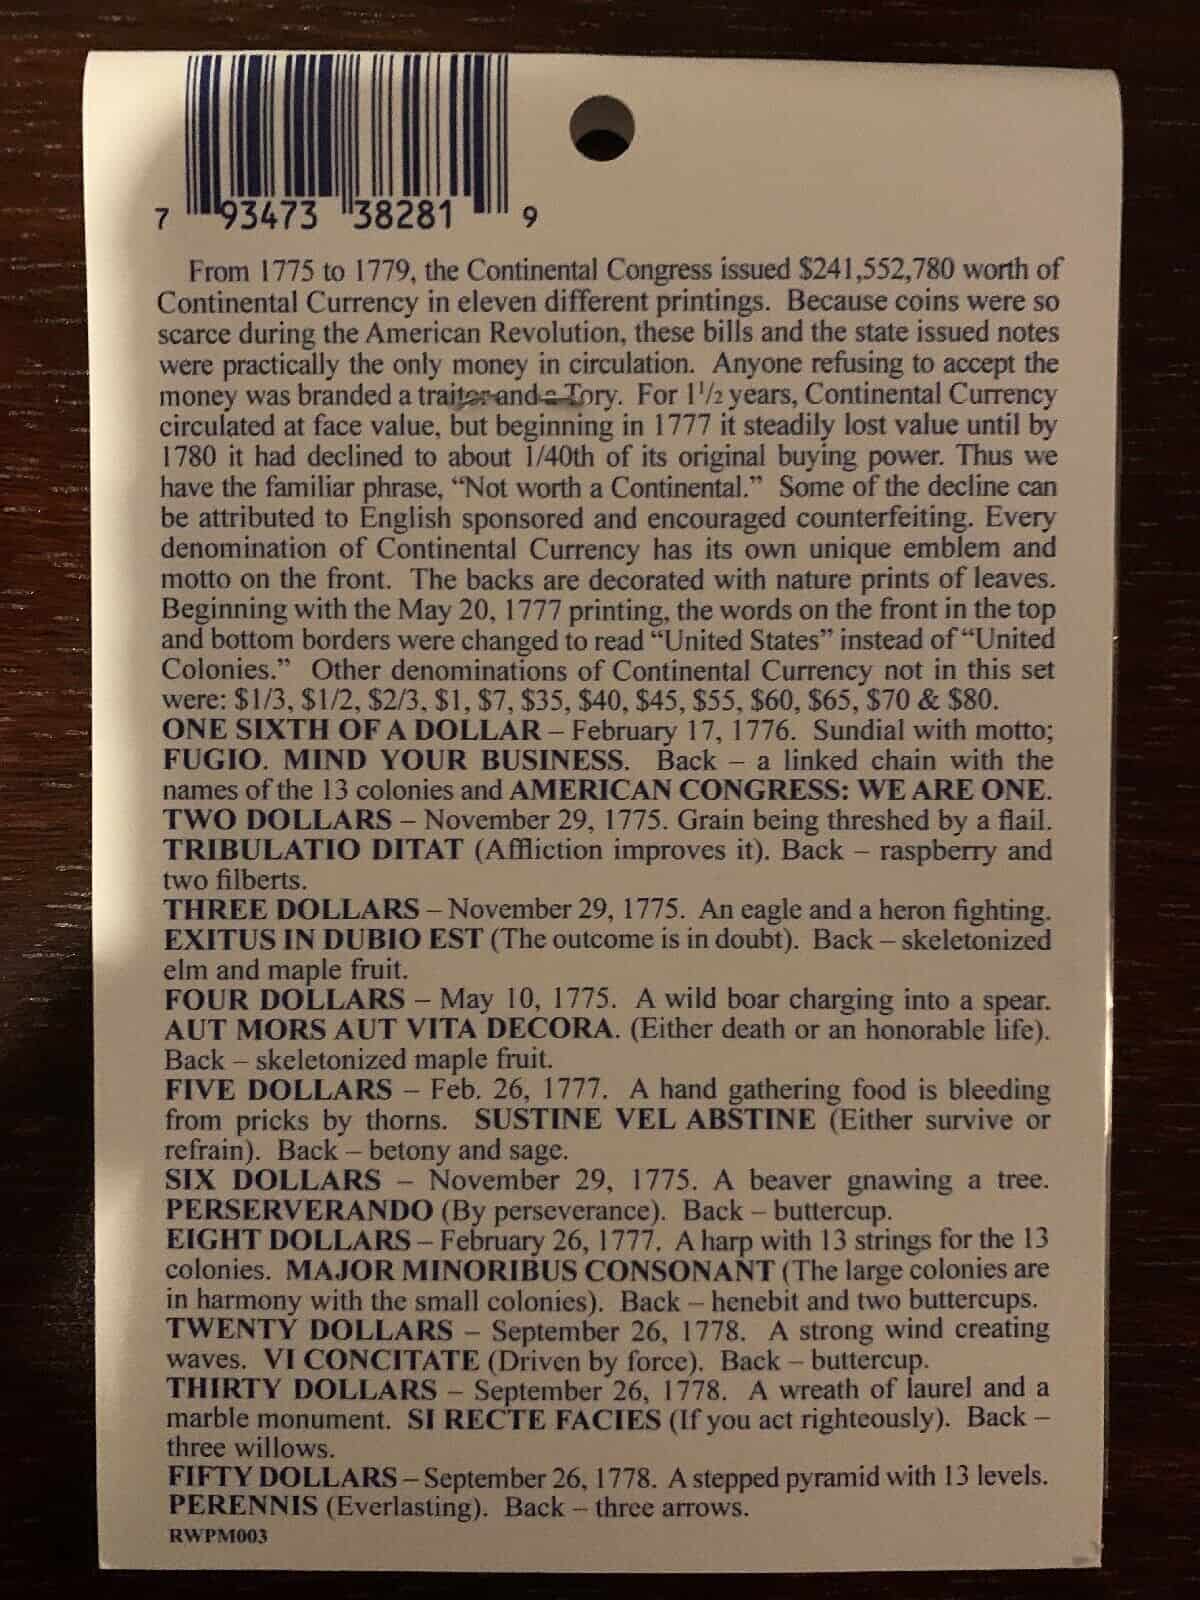 7 93473 38281 9
From 1775 to 1779, the Continental Congress issued $241,552,780 worth of
Continental Currency in eleven different printings. Because coins were so
scarce during the American Revolution, these bills and the state issued notes
were practically the only money in circulation. Anyone refusing to accept the
money was branded a traitor and a Tory. For 1 1/2 years, Continental Currency
circulated at face value, but beginning in 1777 it steadily lost value until by
1780 it had declined to about 1/40th of its original buying power. Thus we
have the familiar phrase, “Not worth a Continental.” Some of the decline can
be attributed to English sponsored and encouraged counterfeiting. Every
denomination of Continental Currency has its own unique emblem and
motto on the front. The backs are decorated with nature prints of leaves.
Beginning with the May 20, 1777 printing, the words on the front in the top
and bottom borders were changed to read “United States” instead of “United
Colonies.” Other denominations of Continental Currency not in this set
were: $1/3, $1/2, $2/3, $1, $7, $35, $40, $45, $55, $60, $65, $70 & $80.
ONE SIXTH OF A DOLLAR – February 17, 1776. Sundial with motto;
FUGIO. MIND YOUR BUSINESS. Back – a linked chain with the
names of the 13 colonies and AMERICAN CONGRESS: WE ARE ONE.
TWO DOLLARS – November 29, 1775. Grain being threshed by a flail.
TRIBULATIO DITAT (Affliction improves it). Back – raspberry and
two filberts.
THREE DOLLARS – November 29, 1775. An eagle and a heron fighting.
EXITUS IN DUBIO EST (The outcome is in doubt). Back – skeletonized
elm and maple fruit.
FOUR DOLLARS – May 10, 1775. A wild boar charging into a spear.
AUT MORS AUT VITA DECORA. (Either death or an honorable life).
Back – skeletonized maple fruit.
FIVE DOLLARS – Feb. 26, 1777. A hand gathering food is bleeding
from pricks by thorns. SUSTINE VEL ABSTINE (Either survive or
refrain). Back – betony and sage.
SIX DOLLARS – November 29, 1775. A beaver gnawing a tree.
PERSERVERANDO (By perseverance). Back – buttercup.
EIGHT DOLLARS – February 26, 1777. A harp with 13 strings for the 13
colonies. MAJOR MINORIBUS CONSONANT (The large colonies are
in harmony with the small colonies). Back – henebit and two buttercups.
TWENTY DOLLARS – September 26, 1778. A strong wind creating
waves. VI CONCITATE (Driven by force). Back – buttercup.
THIRTY DOLLARS – September 26, 1778. A wreath of laurel and a
marble monument. SI RECTE FACIES (If you act righteously). Back –
three willows.
FIFTY DOLLARS – September 26, 1778. A stepped pyramid with 13 levels.
PERENNIS (Everlasting). Back – three arrows.
RWPM003